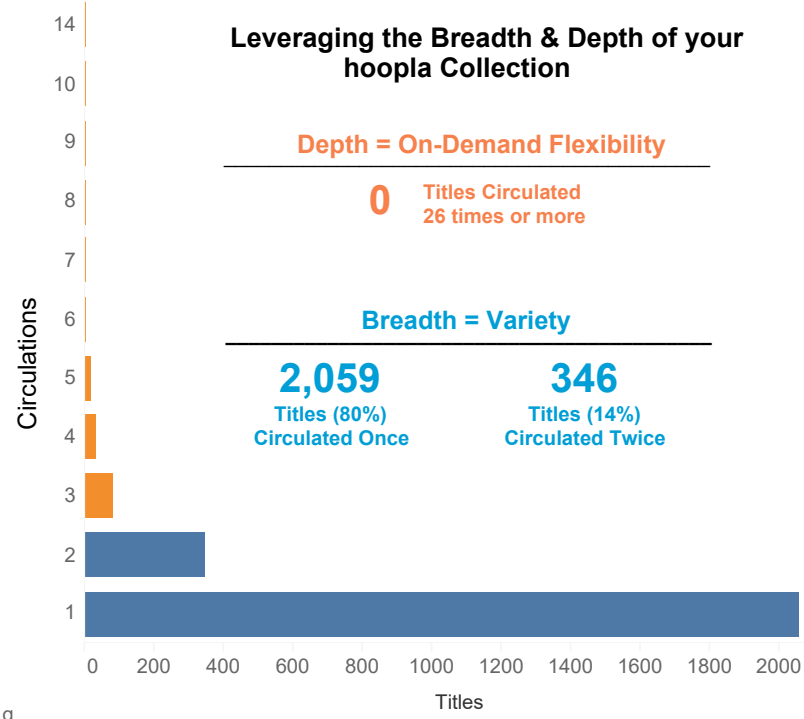 Leveraging the Breadth & Depth of your
hoopla Collection
Depth = On-Demand Flexibility
0
Titles Circulated
26 times or more
Breadth = Variety
2,059
Titles (80%)
Circulated Once
346
Titles (14%)
Circulated Twice
Circulations
14
10
9
8
7
6
5
4
3
2
1
0 200 400 600 800 1000 1200 1400 1600 1800 2000
Titles